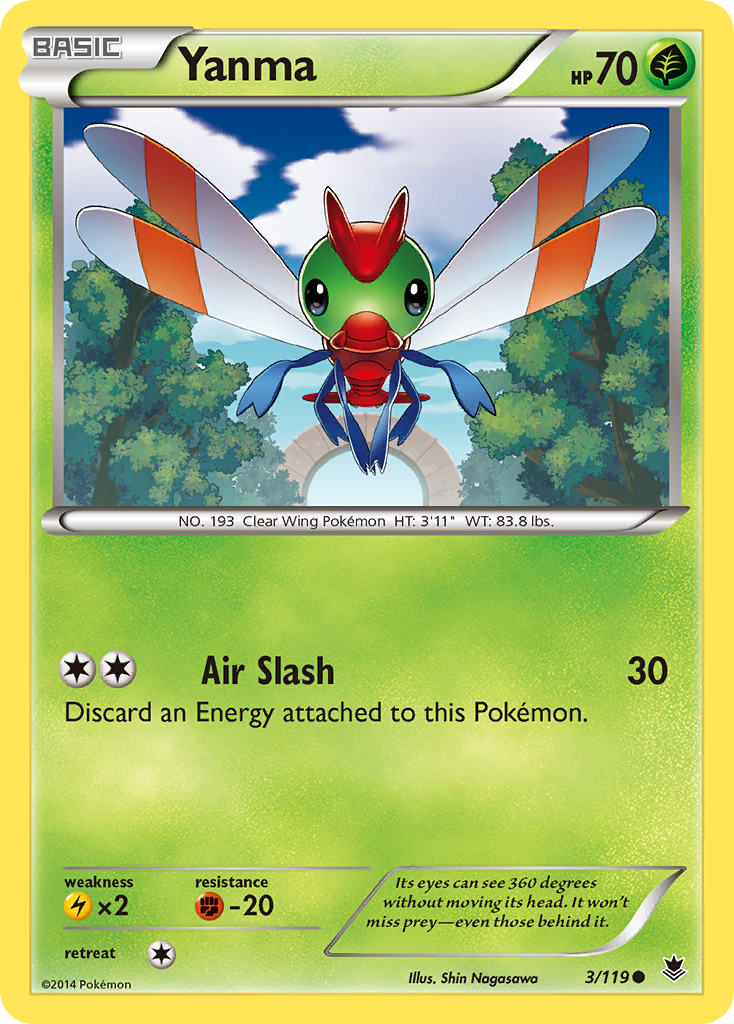 BASIC
Yanma
HP 70
NO. 193 Clear Wing Pokémon HT: 3'11" WT: 83.8 lbs.
Air Slash 30
Discard an Energy attached to this Pokémon.
weakness
×2
resistance
-20
Its eyes can see 360 degrees
without moving its head. It won't
miss prey—even those behind it.
retreat
©2014 Pokémon
Illus. Shin Nagasawa
3/119